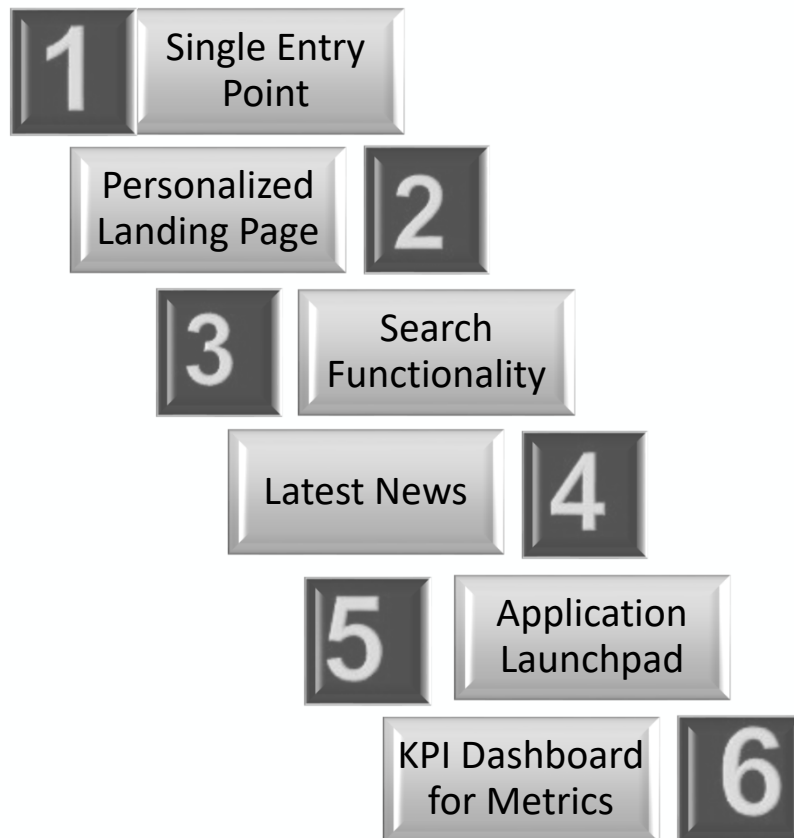 1
Single Entry
Point
Personalized
Landing Page
2
3
Search
Functionality
Latest News
4
5
Application
Launchpad
KPI Dashboard
for Metrics
6